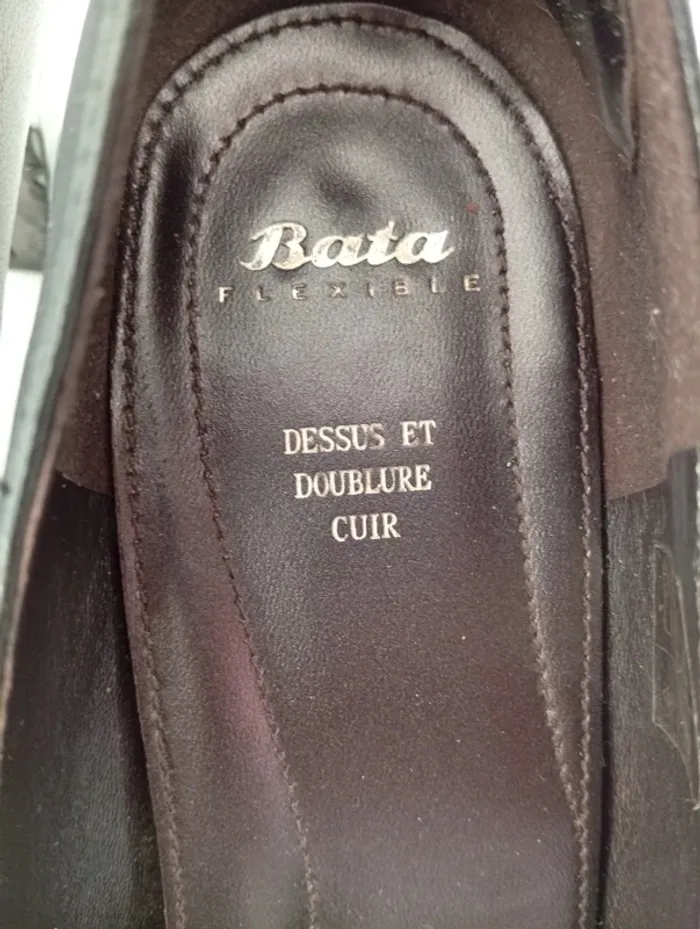 Bata
FLEXIBLE
DESSUS ET
DOUBLURE
CUIR